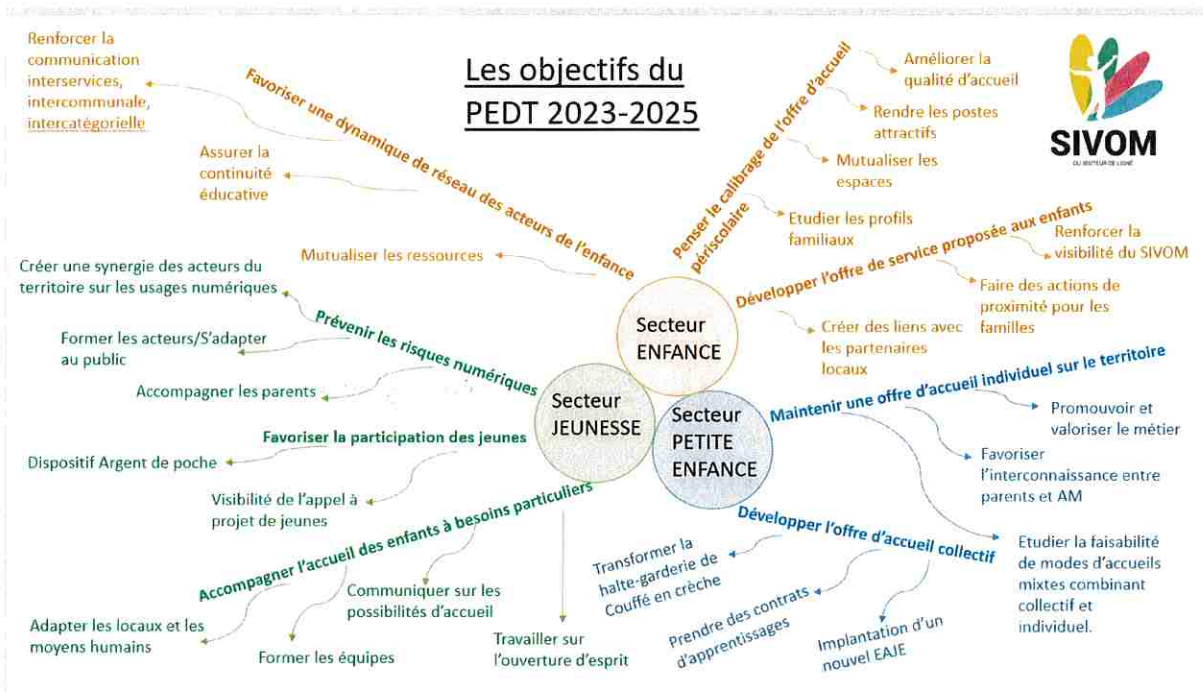 Les objectifs du
PEDT 2023-2025
SIVOM
DU SECTEUR DE LIGNÉ
Renforcer la
communication
interservices,
intercommunale,
intercatégorielle
Favoriser une dynamique de réseau des acteurs de l'enfance
Assurer la
continuité
éducative
Mutualiser les ressources
Penser le calibrage de l'offre d'accueil
périscolaire
Améliorer la
qualité d'accueil
Rendre les postes
attractifs
Mutualiser les
espaces
Etudier les profils
familiaux
Développer l'offre de service proposée aux enfants
Renforcer la
visibilité du SIVOM
Faire des actions de
proximité pour les
familles
Créer des liens avec
les partenaires
locaux
Secteur
ENFANCE
Secteur
JEUNESSE
Secteur
PETITE
ENFANCE
Créer une synergie des acteurs du
territoire sur les usages numériques
Prévenir les risques numériques
Former les acteurs/S'adapter
au public
Accompagner les parents
Favoriser la participation des jeunes
Dispositif Argent de poche
Visibilité de l'appel à
projet de jeunes
Accompagner l'accueil des enfants à besoins particuliers
Adapter les locaux et les
moyens humains
Former les équipes
Communiquer sur les
possibilités d'accueil
Travailler sur
l'ouverture d'esprit
Maintenir une offre d'accueil individuel sur le territoire
Promouvoir et
valoriser le métier
Favoriser
l'interconnaissance entre
parents et AM
Etudier la faisabilité
de modes d'accueils
mixtes combinant
collectif et
individuel.
Développer l'offre d'accueil collectif
Transformer la
halte-garderie de
Couffé en crèche
Prendre des contrats
d'apprentissages
Implantation d'un
nouvel EAJE